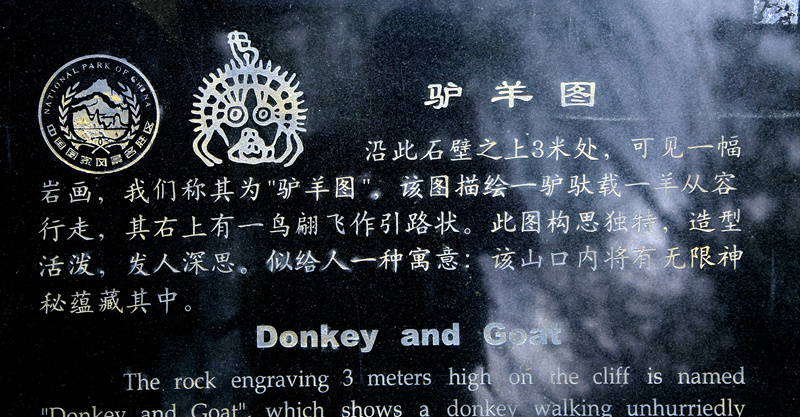 NATIONAL PARK OF CHINA
中国国家风景名胜区
驴羊图
沿此石壁之上3米处，可见一幅
岩画，我们称其为"驴羊图"。该图描绘一驴驮载一羊从容
行走，其右上有一鸟翩飞作引路状。此图构思独特，造型
活泼，发人深思。似给人一种寓意：该山口内将有无限神
秘蕴藏其中。
Donkey and Goat
The rock engraving 3 meters high on the cliff is named
"Donkey and Goat", which shows a donkey walking unhurriedly